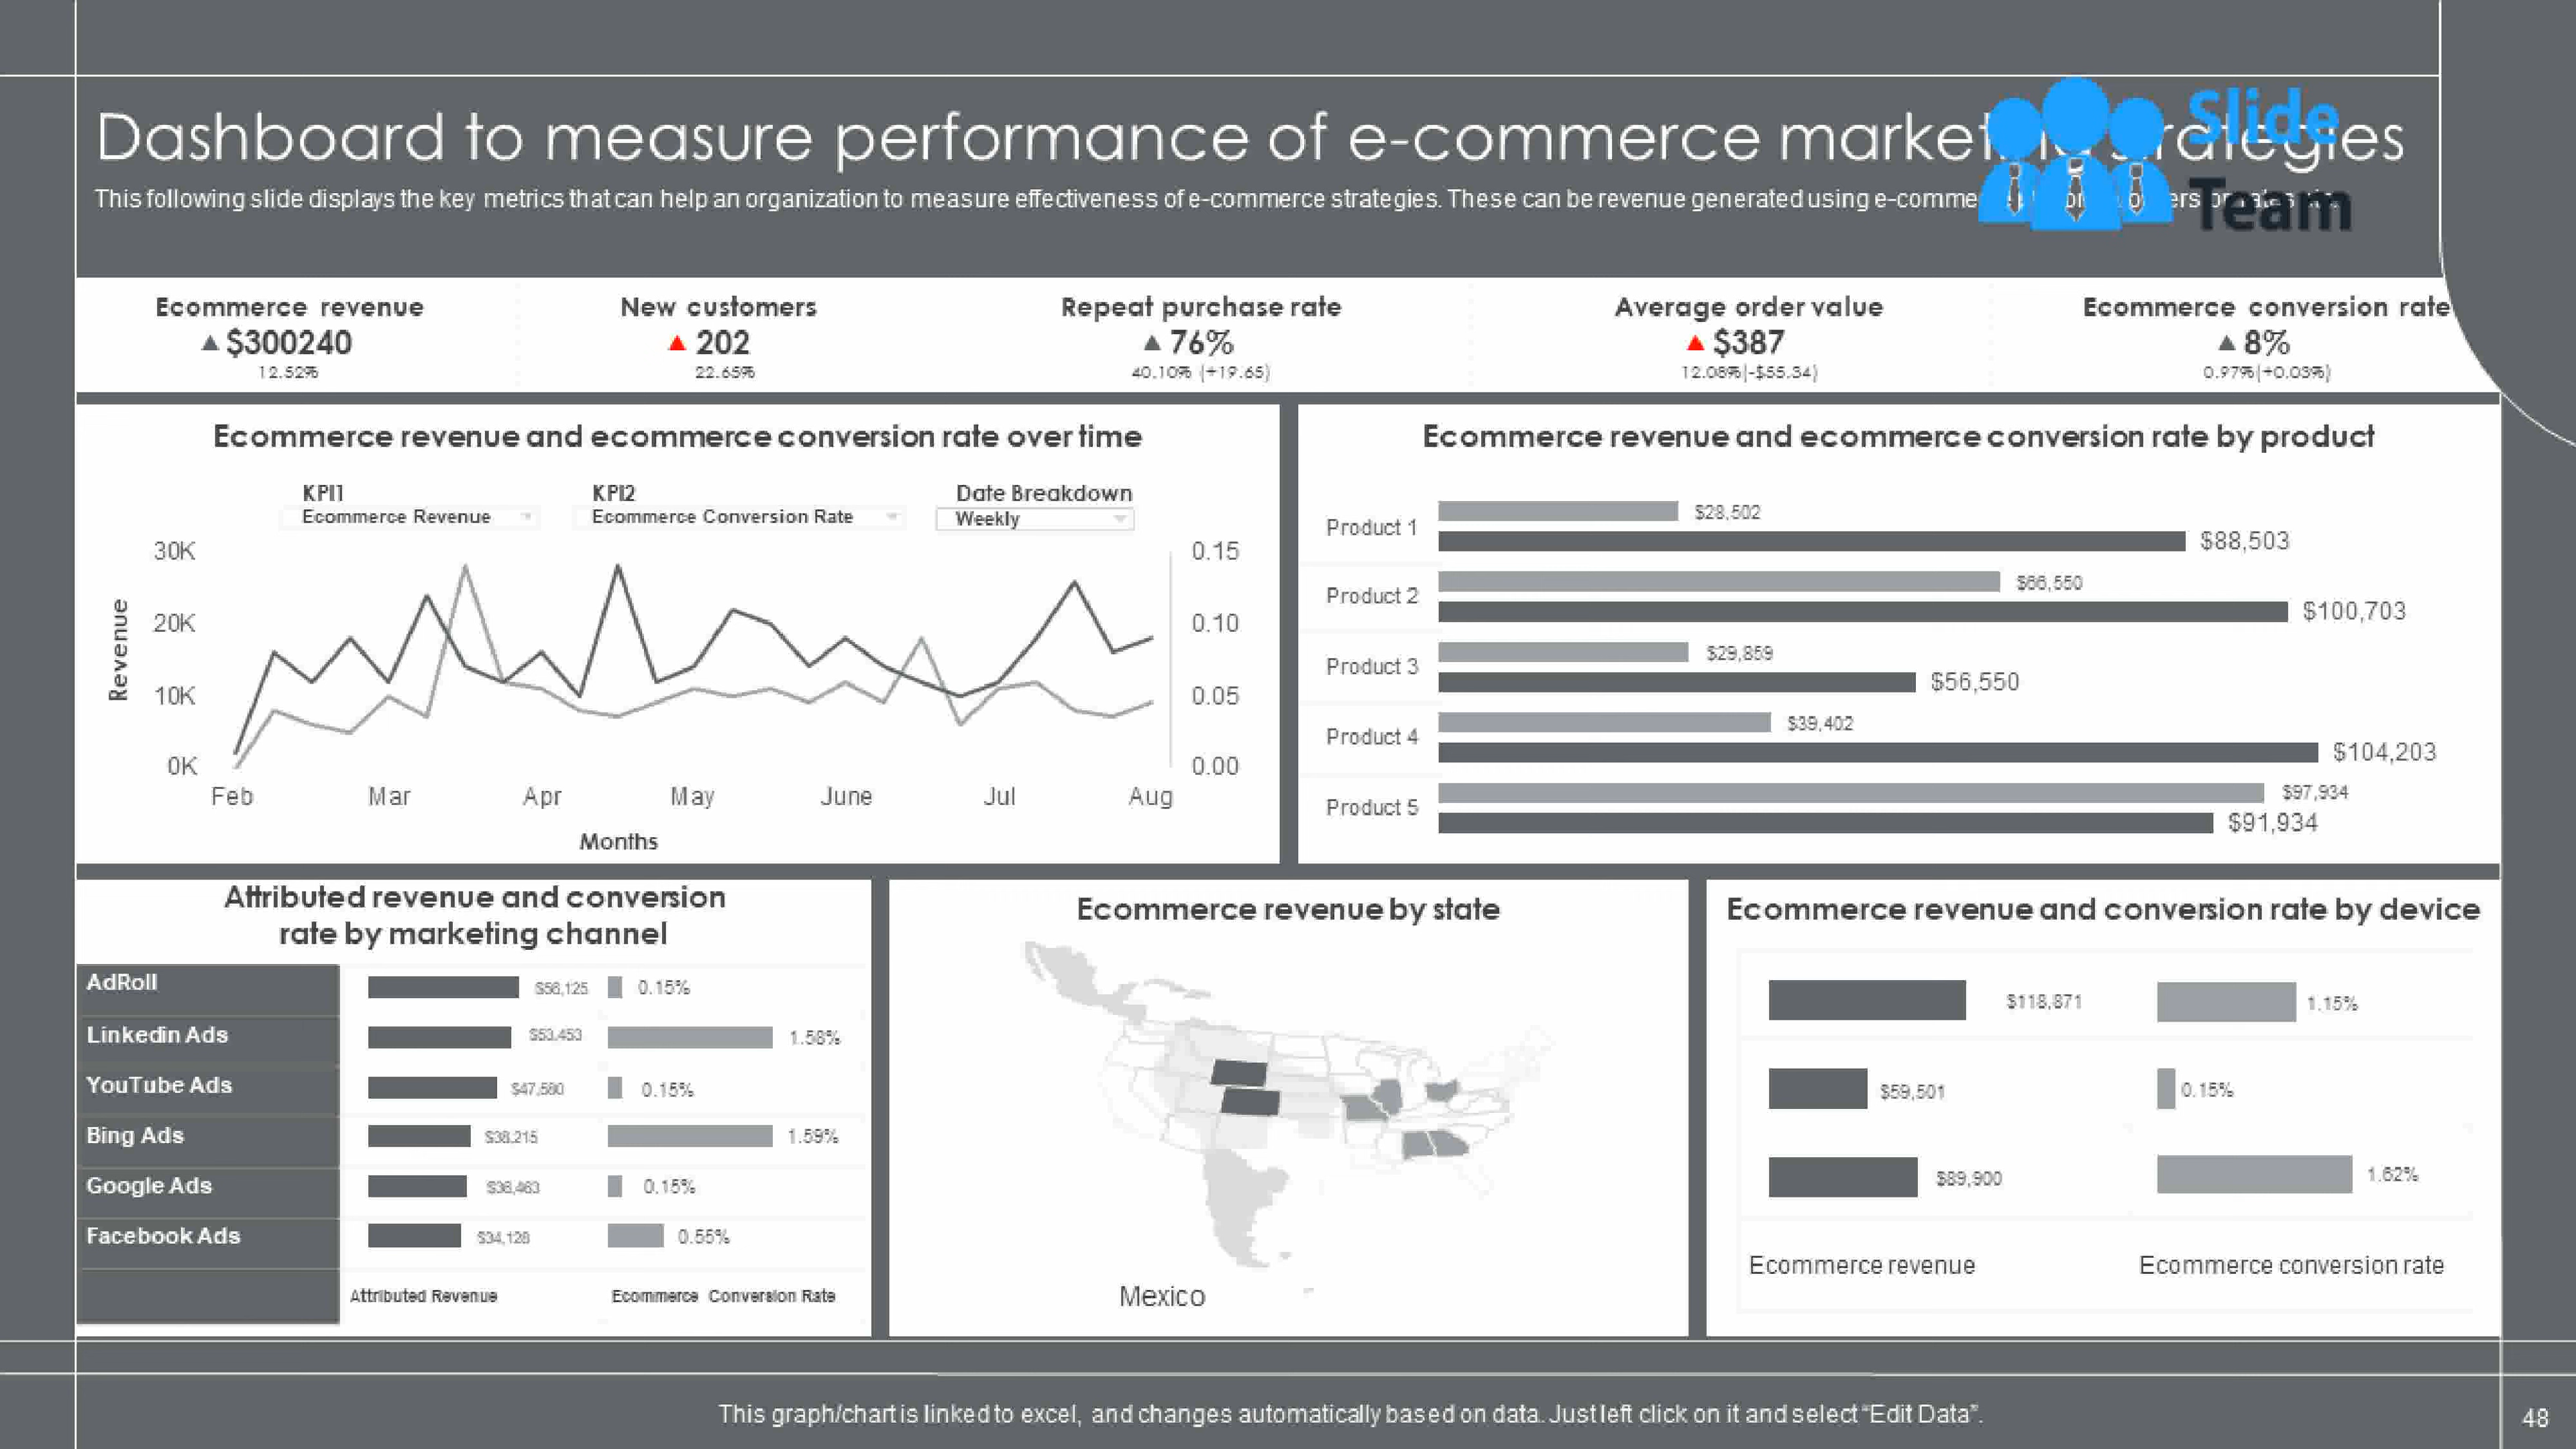 Dashboard to measure performance of e-commerce strategies
Slide
Team
This following slide displays the key metrics that can help an organization to measure effectiveness of e-commerce strategies. These can be revenue generated using
Ecommerce revenue
▲ $300240
12.52%
New customers
▲ 202
22.65%
Repeat purchase rate
▲ 76%
40.10% (+19.65)
Average order value
▲ $387
12.08%(-$55.34)
Ecommerce conversion rate
▲ 8%
0.97%(+0.03%)
Ecommerce revenue and ecommerce conversion rate over time
KPI1
KPI2
Date Breakdown
Ecommerce Revenue
Ecommerce Conversion Rate
Weekly
30K
20K
10K
0K
Revenue
0.15
0.10
0.05
0.00
Feb Mar Apr May June Jul Aug
Months
Ecommerce revenue and ecommerce conversion rate by product
Product 1
$28,502
$88,503
Product 2
$66,550
$100,703
Product 3
$29,859
$56,550
Product 4
$39,402
$104,203
Product 5
$97,934
$91,934
Attributed revenue and conversion
rate by marketing channel
AdRoll $56,125 0.15%
Linkedin Ads $53,453 1.58%
YouTube Ads $47,580 0.15%
Bing Ads $38,215 1.59%
Google Ads 0.15%
Facebook Ads $34,128 0.55%
Attributed Revenue Ecommerce Conversion Rate
Ecommerce revenue by state
Mexico
Ecommerce revenue and conversion rate by device
$118,871 1.15%
$59,501 0.15%
$89,900 1.62%
Ecommerce revenue Ecommerce conversion rate
This graph/chart is linked to excel, and changes automatically based on data. Just left click on it and select "Edit Data".
48